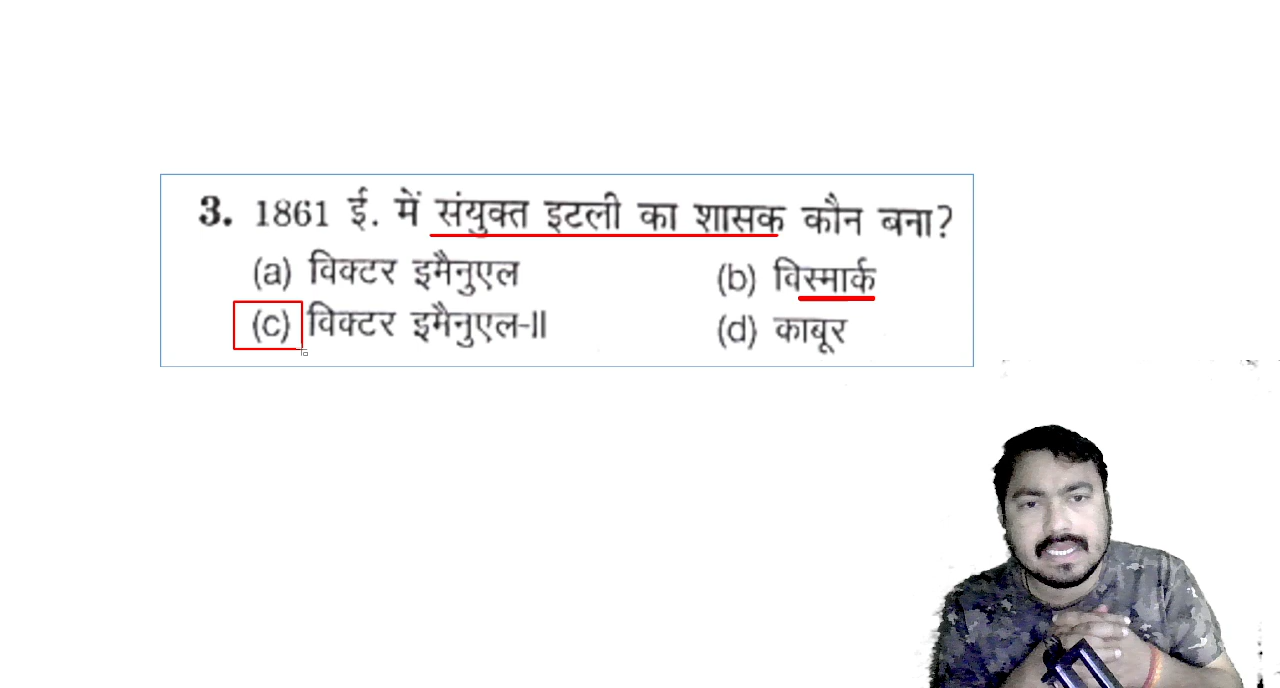 3. 1861 ई. में संयुक्त इटली का शासक कौन बना?
(a) विक्टर इमैनुएल (b) विस्मार्क
(c) विक्टर इमैनुएल-II (d) काबूर